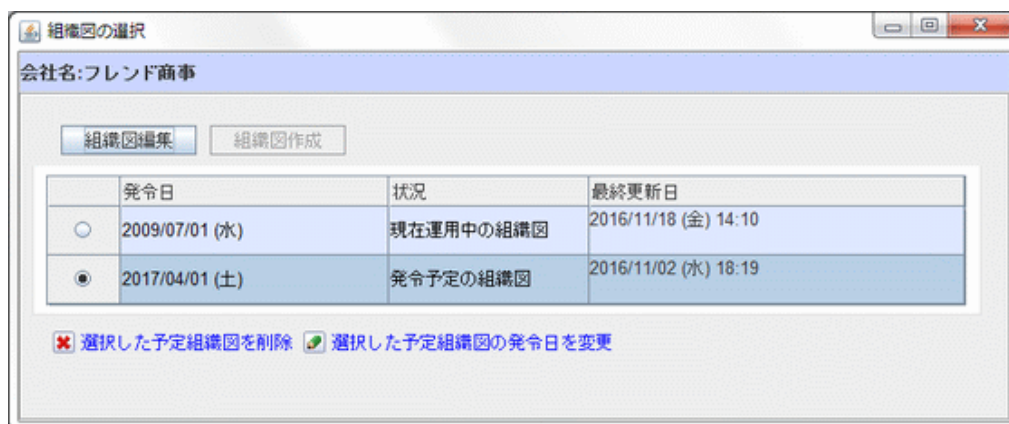 組織図の選択
会社名:フレンド商事
組織図編集 組織図作成
発令日 状況 最終更新日
2009/07/01 (水) 現在運用中の組織図 2016/11/18 (金) 14:10
2017/04/01 (土) 発令予定の組織図 2016/11/02 (水) 18:19
選択した予定組織図を削除 選択した予定組織図の発令日を変更